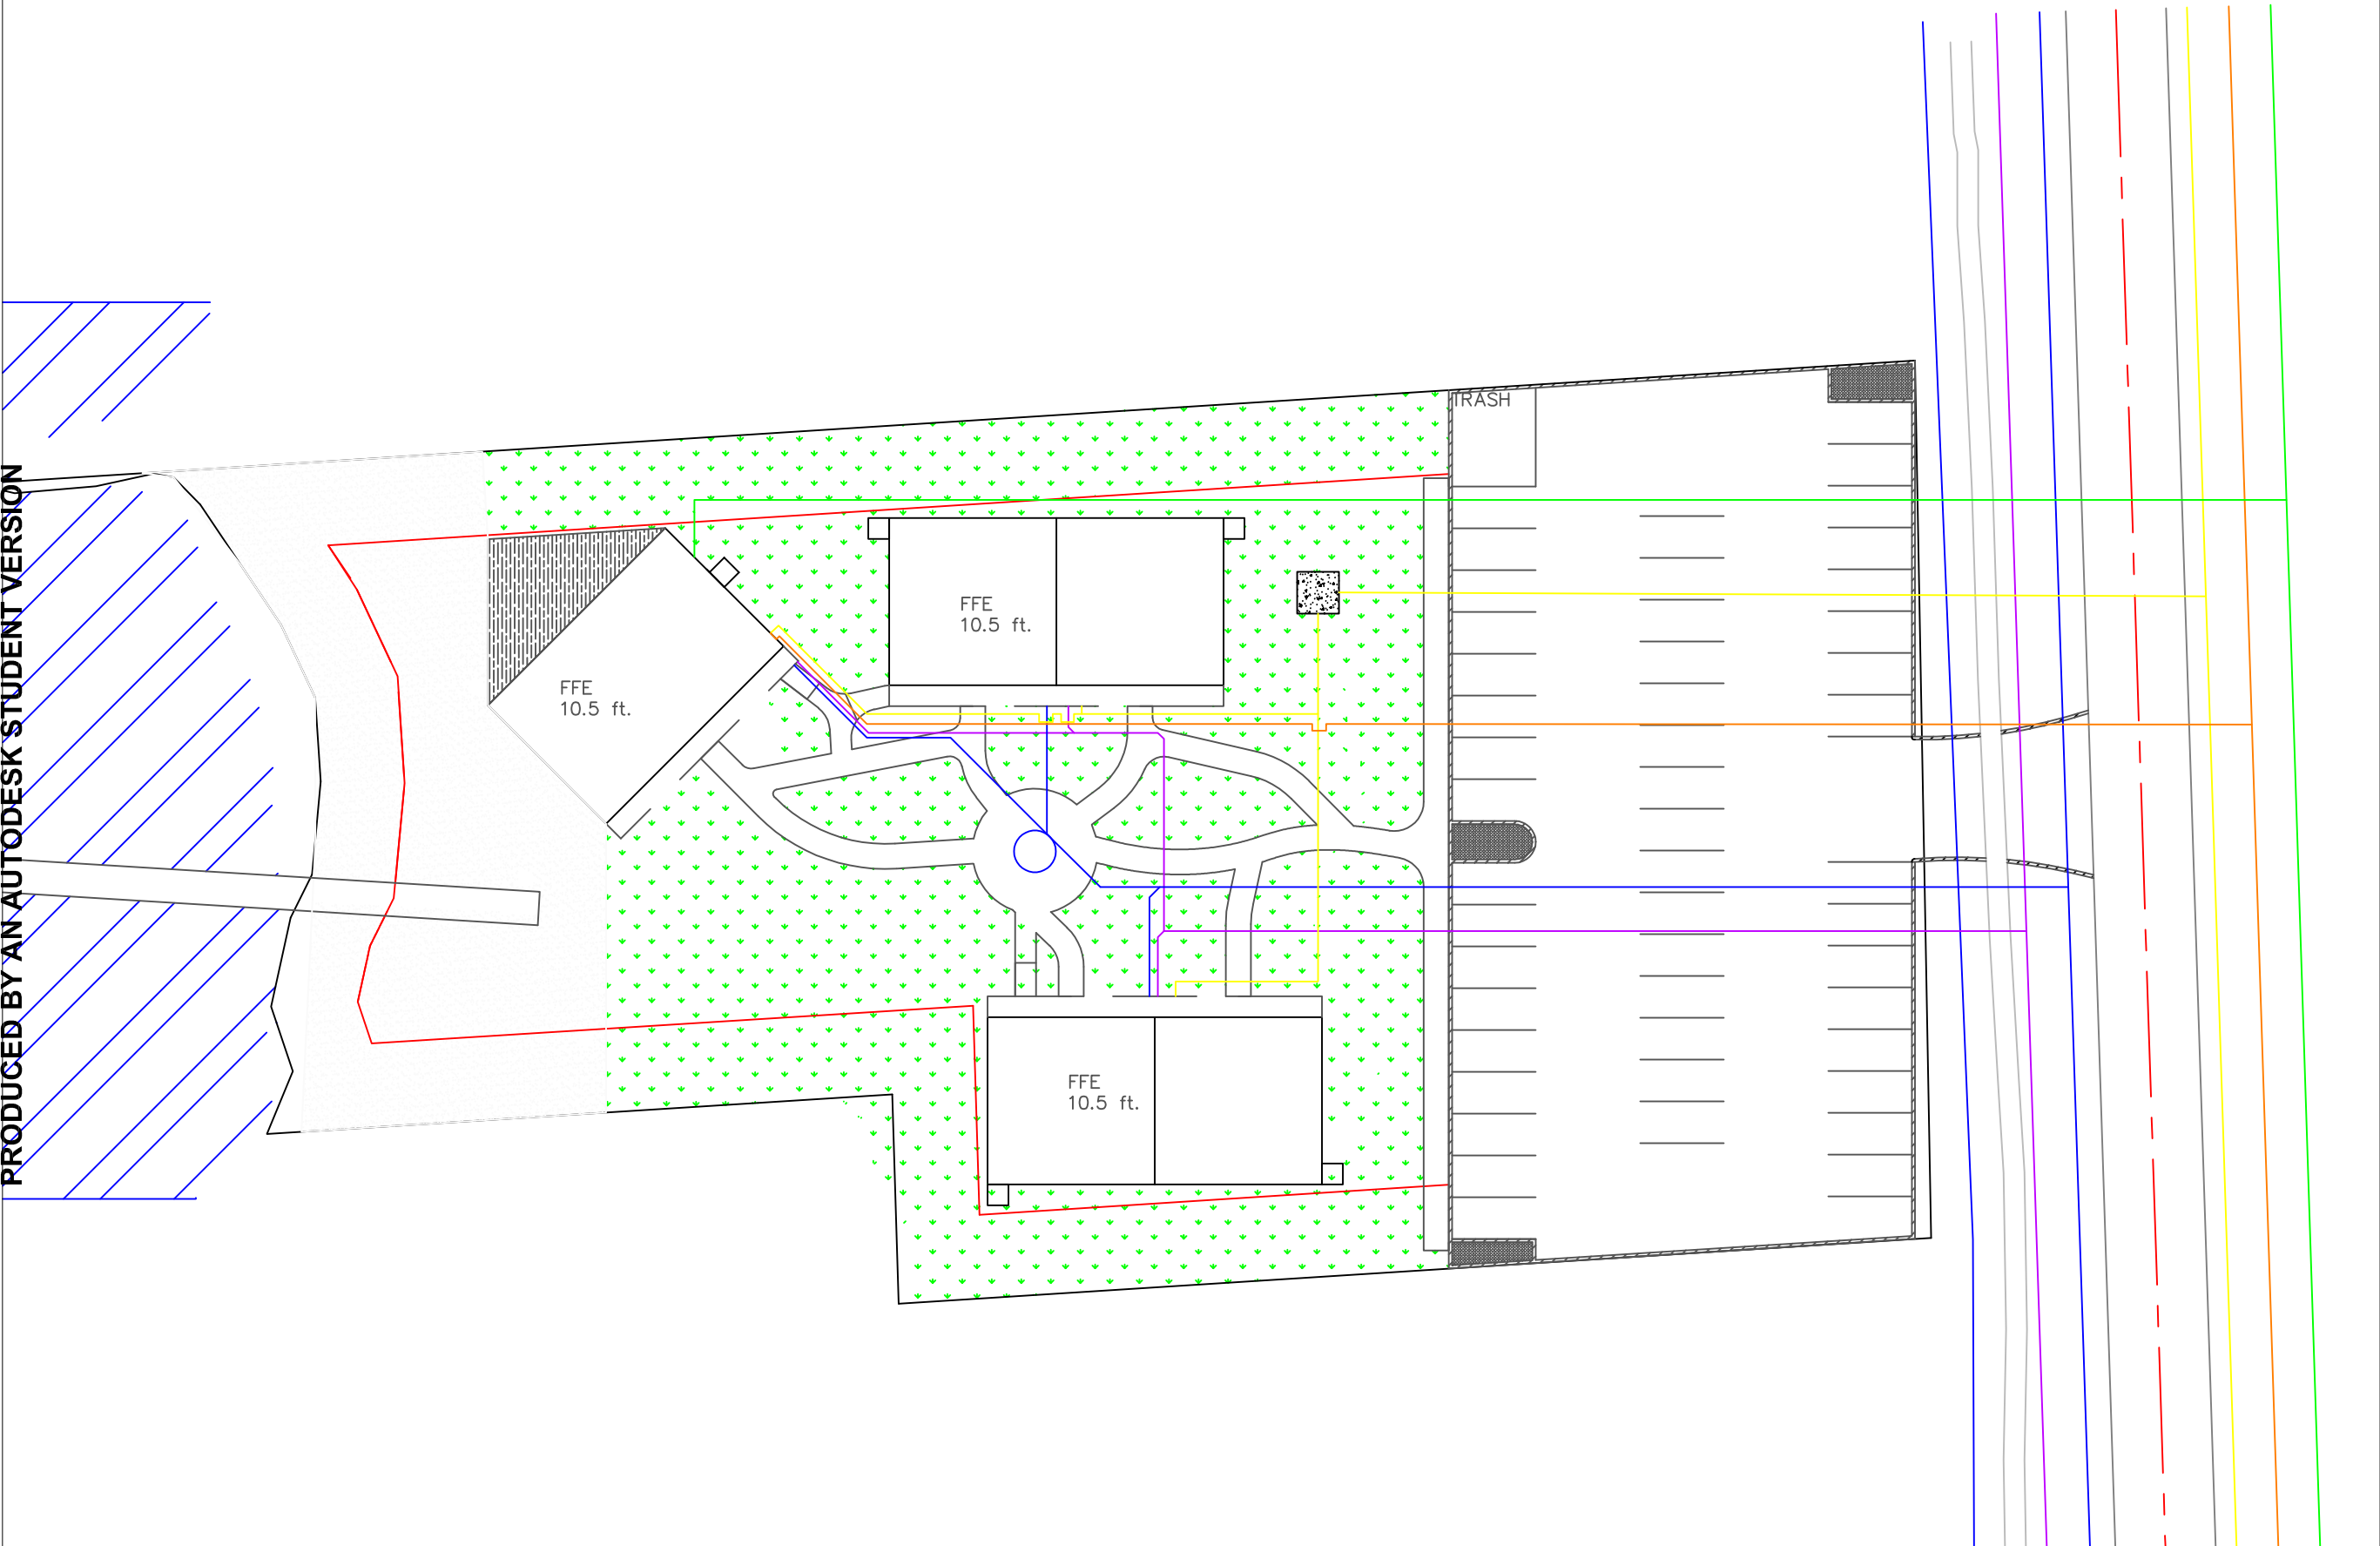 PRODUCED BY AN AUTODESK STUDENT VERSION
TRASH
FFE
10.5 ft.
FFE
10.5 ft.
FFE
10.5 ft.